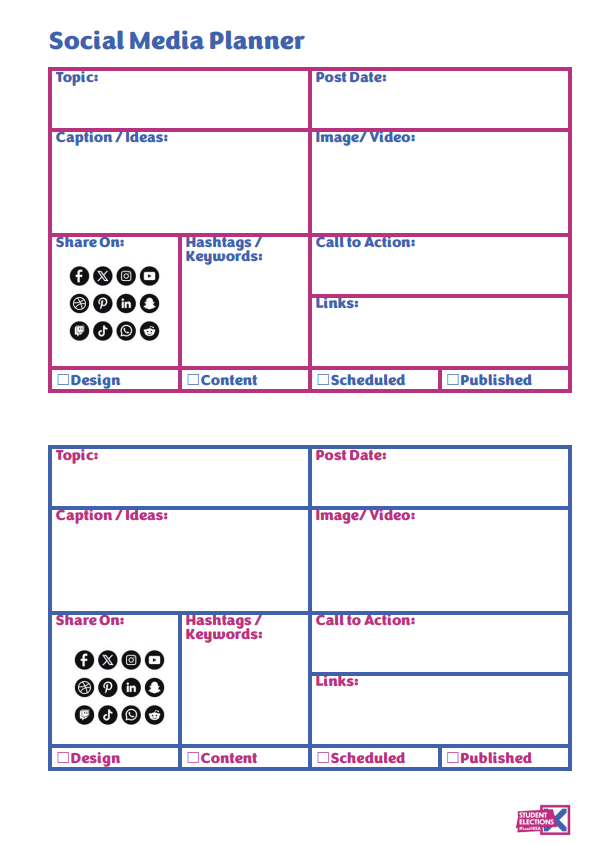 Social Media Planner
Topic:
Post Date:
Caption / Ideas:
Image/ Video:
Share On:
Hashtags /
Keywords:
Call to Action:
Links:
☐Design
☐Content
☐Scheduled
☐Published
Topic:
Post Date:
Caption / Ideas:
Image/ Video:
Share On:
Hashtags /
Keywords:
Call to Action:
Links:
☐Design
☐Content
☐Scheduled
☐Published
STUDENT
ELECTIONS